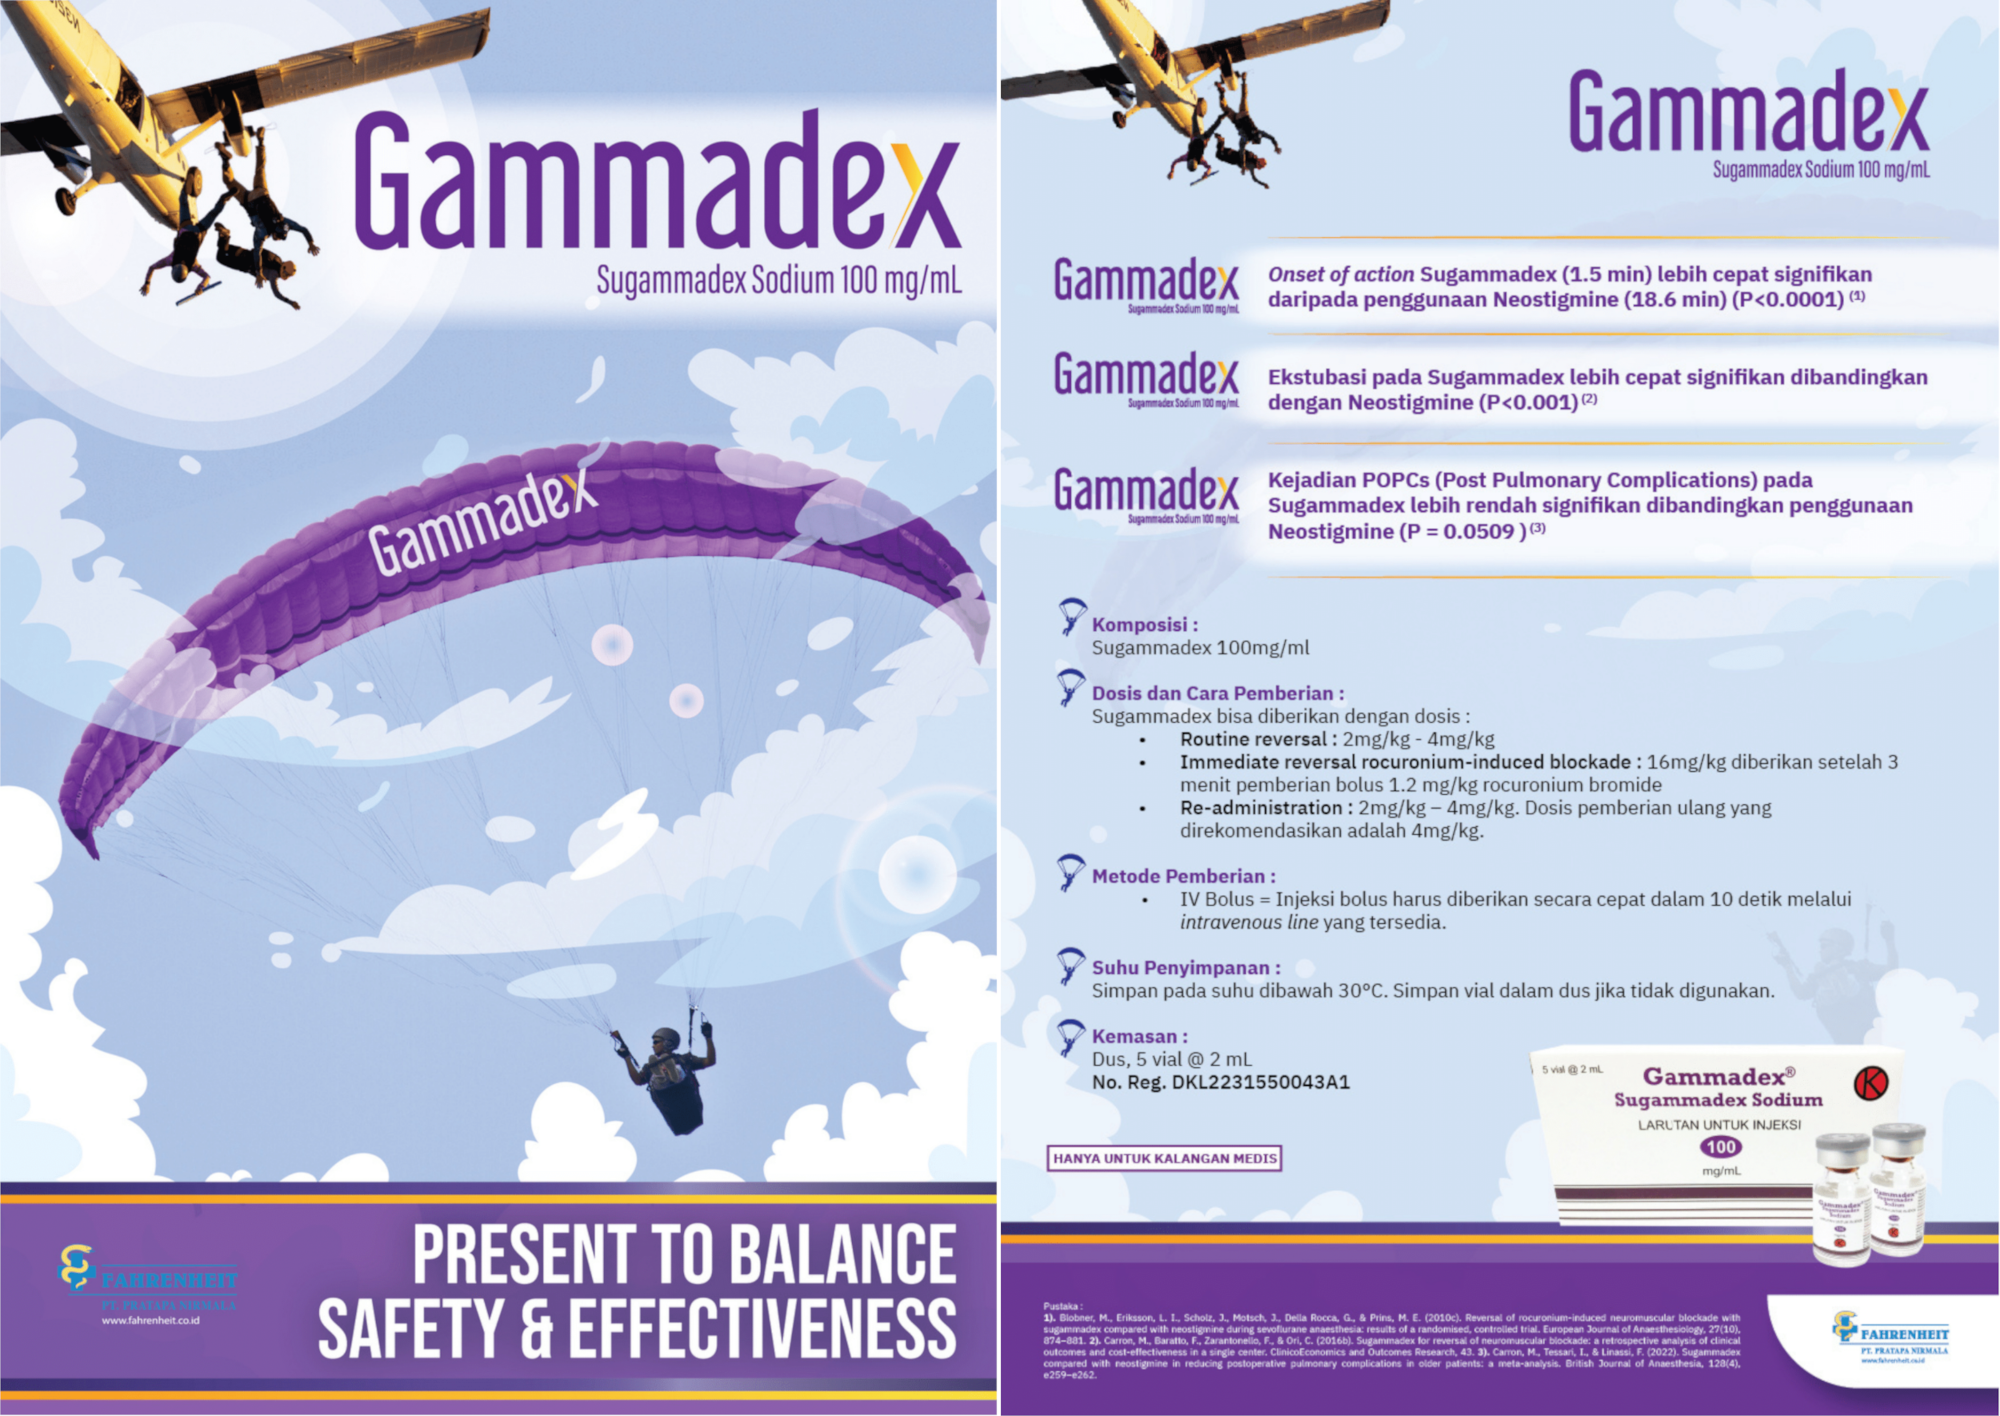 Gammadex
Sugammadex Sodium 100 mg/mL
Gammadex
FAHRENHEIT
PT. PRATAPA NIRMALA
www.fahrenheit.co.id
PRESENT TO BALANCE
SAFETY & EFFECTIVENESS
Gammadex
Sugammadex Sodium 100 mg/mL
Gammadex
Sugammadex Sodium 100 mg/mL
Onset of action Sugammadex (1.5 min) lebih cepat signifikan
daripada penggunaan Neostigmine (18.6 min) (P<0.0001) (1)
Gammadex
Sugammadex Sodium 100 mg/mL
Ekstubasi pada Sugammadex lebih cepat signifikan dibandingkan
dengan Neostigmine (P<0.001) (2)
Gammadex
Sugammadex Sodium 100 mg/mL
Kejadian POPCs (Post Pulmonary Complications) pada
Sugammadex lebih rendah signifikan dibandingkan penggunaan
Neostigmine (P = 0.0509 ) (3)
Komposisi :
Sugammadex 100mg/ml
Dosis dan Cara Pemberian :
Sugammadex bisa diberikan dengan dosis :
• Routine reversal : 2mg/kg - 4mg/kg
• Immediate reversal rocuronium-induced blockade : 16mg/kg diberikan setelah 3
menit pemberian bolus 1.2 mg/kg rocuronium bromide
• Re-administration : 2mg/kg – 4mg/kg. Dosis pemberian ulang yang
direkomendasikan adalah 4mg/kg.
Metode Pemberian :
• IV Bolus = Injeksi bolus harus diberikan secara cepat dalam 10 detik melalui
intravenous line yang tersedia.
Suhu Penyimpanan :
Simpan pada suhu dibawah 30°C. Simpan vial dalam dus jika tidak digunakan.
Kemasan :
Dus, 5 vial @ 2 mL
No. Reg. DKL2231550043A1
HANYA UNTUK KALANGAN MEDIS
5 vial @ 2 mL
Gammadex®
Sugammadex Sodium
K
LARUTAN UNTUK INJEKSI
100
mg/mL
Pustaka :
1). Blobner, M., Eriksson, L. I., Scholz, J., Motsch, J., Della Rocca, G., & Prins, M. E. (2010c). Reversal of rocuronium-induced neuromuscular blockade with
sugammadex compared with neostigmine during sevoflurane anaesthesia: results of a randomised, controlled trial. European Journal of Anaesthesiology, 27(10),
874–881. 2). Carron, M., Baratto, F., Zarantonello, F., & Ori, C. (2016b). Sugammadex for reversal of neuromuscular blockade: a retrospective analysis of clinical
outcomes and cost-effectiveness in a single center. ClinicoEconomics and Outcomes Research, 43. 3). Carron, M., Tessari, I., & Linassi, F. (2022). Sugammadex
compared with neostigmine in reducing postoperative pulmonary complications in older patients: a meta-analysis. British Journal of Anaesthesia, 128(4),
e259–e262.
FAHRENHEIT
PT. PRATAPA NIRMALA
www.fahrenheit.co.id